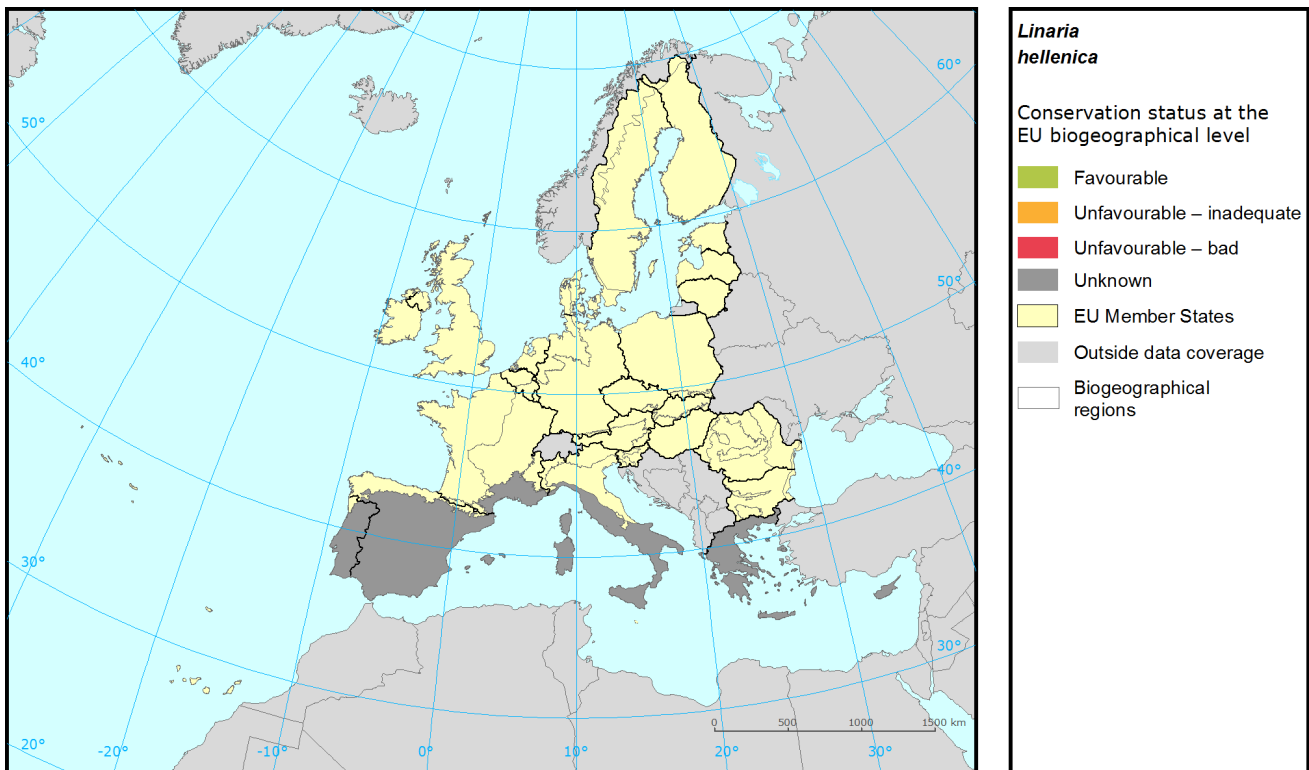 Linaria
hellenica
Conservation status at the
EU biogeographical level
Favourable
Unfavourable – inadequate
Unfavourable – bad
Unknown
EU Member States
Outside data coverage
Biogeographical
regions
60°
50°
50°
40°
40°
30°
30°
20°
-20°
-10°
0°
10°
20°
30°
0 500 1000 1500 km